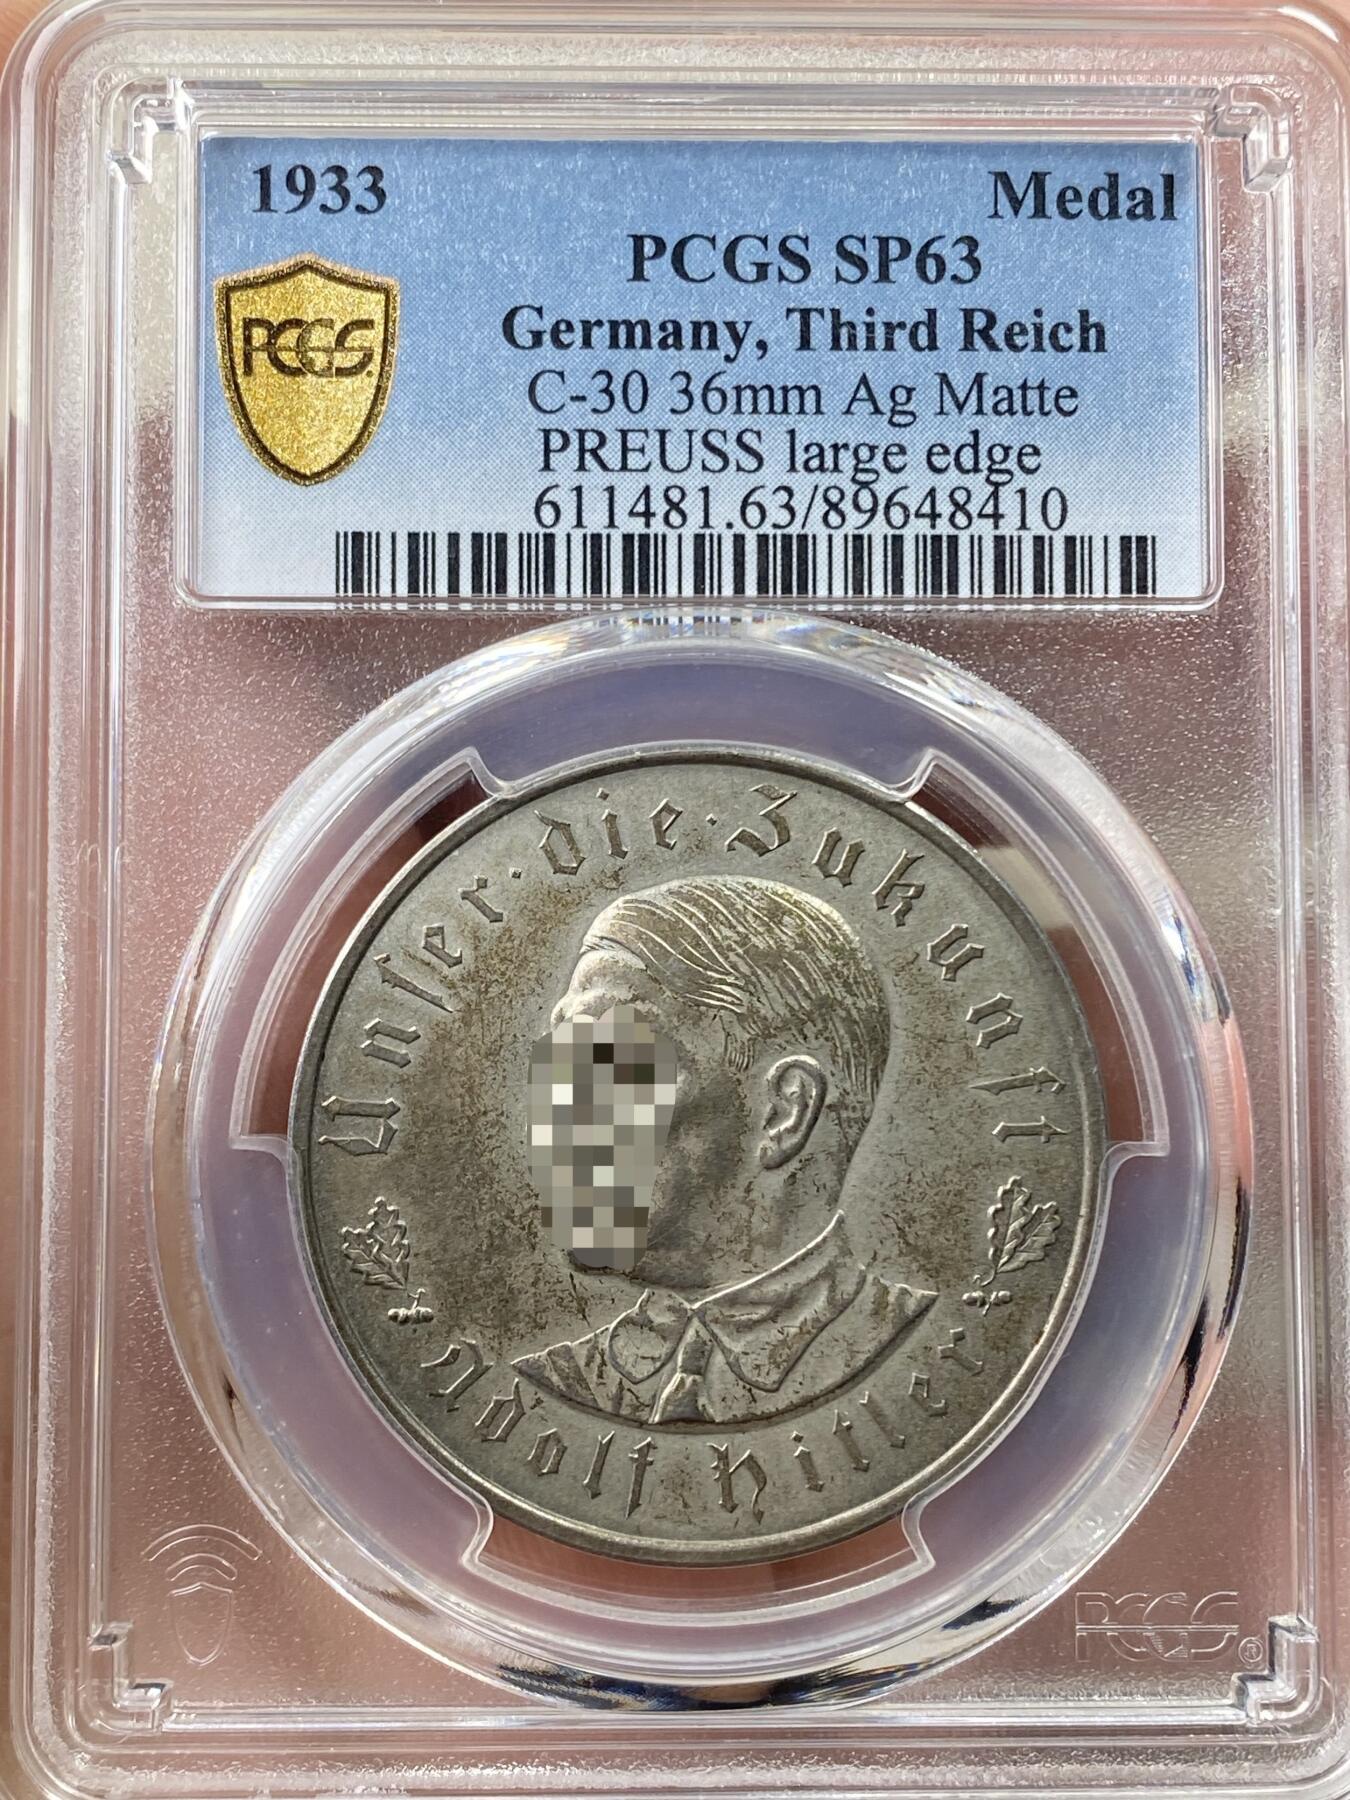 1933
Medal
PCGS SP63
PCGS
Germany, Third Reich
C-30 36mm Ag Matte
PREUSS large edge
611481.63/89648410
Unser · die · Zukunft
Adolf Hitler
PCGS®